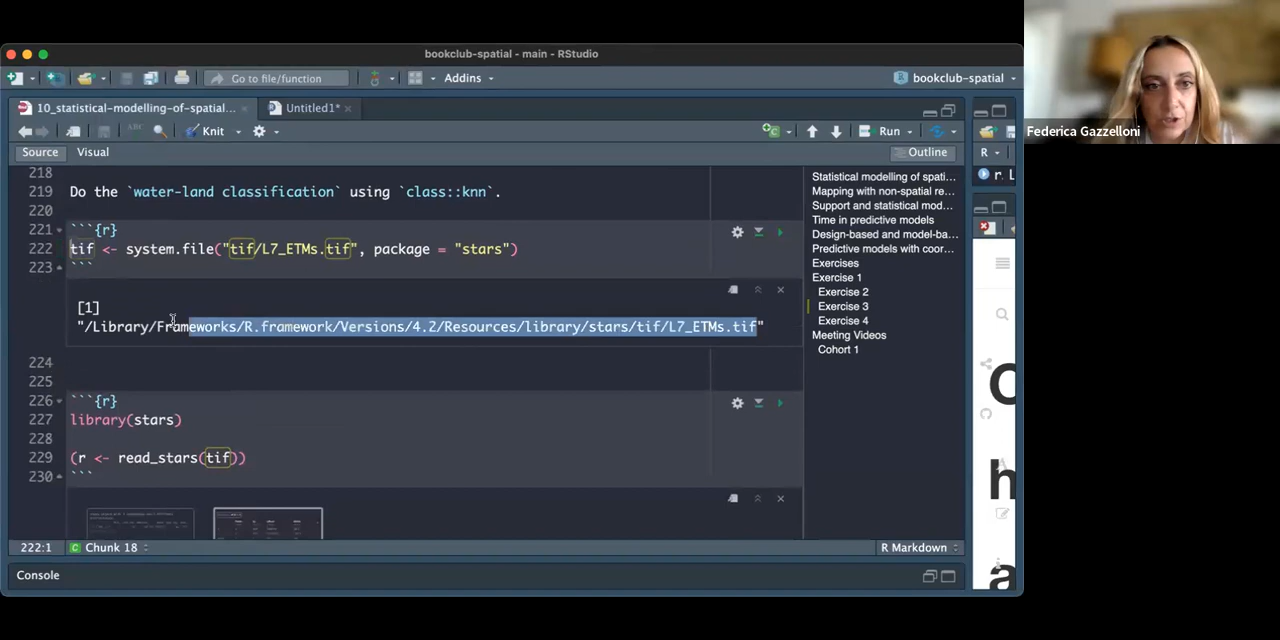 bookclub-spatial - main - RStudio
Go to file/function
Addins
bookclub-spatial
10_statistical-modelling-of-spatial...
Untitled1*
ABC
Knit
Run
Source
Visual
Outline
R
218
219 Do the `water-land classification` using `class::knn`.
220
221 ```{r}
222 tif <- system.file("tif/L7_ETMs.tif", package = "stars")
223 ```
[1]
"/Library/Frameworks/R.framework/Versions/4.2/Resources/library/stars/tif/L7_ETMs.tif"
224
225
226 ```{r}
227 library(stars)
228
229 (r <- read_stars(tif))
230 ```
Statistical modelling of spati...
Mapping with non-spatial re...
Support and statistical mod...
Time in predictive models
Design-based and model-ba...
Predictive models with coor...
Exercises
Exercise 1
Exercise 2
Exercise 3
Exercise 4
Meeting Videos
Cohort 1
222:1
Chunk 18
R Markdown
Console
r. L
h
a
Federica Gazzelloni